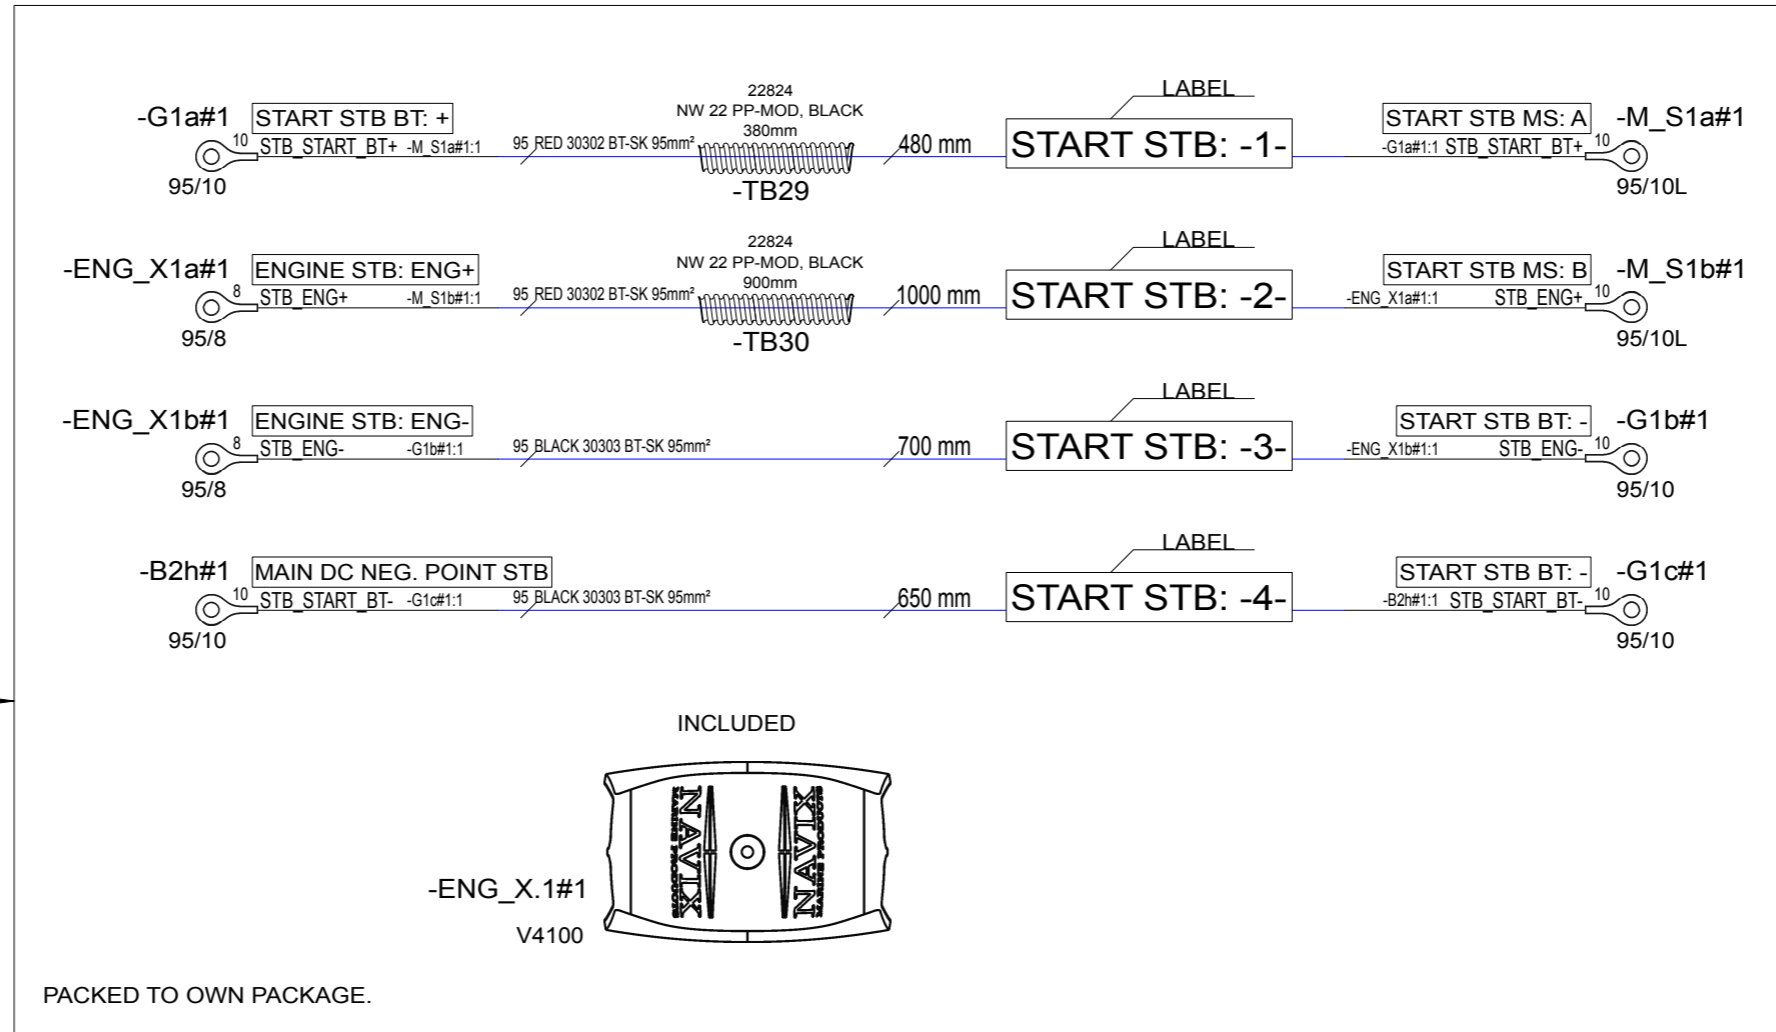 LABEL
22824
NW 22 PP-MOD, BLACK
380mm
-G1a#1 START STB BT: + START STB: -1- START STB MS: A -M_S1a#1
10 STB_START_BT+ -M_S1a#1:1 95 RED 30302 BT-SK 95mm² 480 mm -G1a#1:1 STB_START_BT+ 10
95/10 -TB29 95/10L
LABEL
22824
NW 22 PP-MOD, BLACK
900mm
-ENG_X1a#1 ENGINE STB: ENG+ START STB: -2- START STB MS: B -M_S1b#1
8 STB_ENG+ -M_S1b#1:1 95 RED 30302 BT-SK 95mm² 1000 mm -ENG_X1a#1:1 STB_ENG+ 10
95/8 -TB30 95/10L
LABEL
-ENG_X1b#1 ENGINE STB: ENG- START STB: -3- START STB BT: - -G1b#1
8 STB_ENG- -G1b#1:1 95 BLACK 30303 BT-SK 95mm² 700 mm -ENG_X1b#1:1 STB_ENG- 10
95/8 95/10
LABEL
-B2h#1 MAIN DC NEG. POINT STB START STB: -4- START STB BT: - -G1c#1
10 STB_START_BT- -G1c#1:1 95 BLACK 30303 BT-SK 95mm² 650 mm -B2h#1:1 STB_START_BT- 10
95/10 95/10
INCLUDED
NAVIX
MARINE PRODUCTS
NAVIX
MARINE PRODUCTS
-ENG_X.1#1
V4100
PACKED TO OWN PACKAGE.